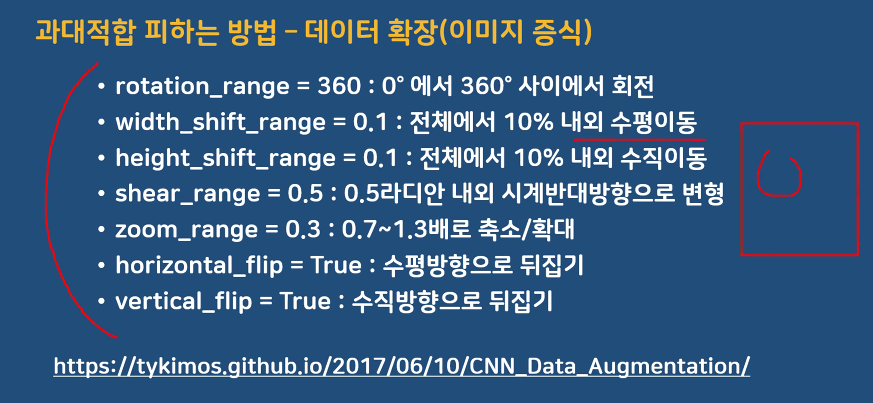 과대적합 피하는 방법 – 데이터 확장(이미지 증식)
• rotation_range = 360 : 0° 에서 360° 사이에서 회전
• width_shift_range = 0.1 : 전체에서 10% 내외 수평이동
• height_shift_range = 0.1 : 전체에서 10% 내외 수직이동
• shear_range = 0.5 : 0.5라디안 내외 시계반대방향으로 변형
• zoom_range = 0.3 : 0.7~1.3배로 축소/확대
• horizontal_flip = True : 수평방향으로 뒤집기
• vertical_flip = True : 수직방향으로 뒤집기
https://tykimos.github.io/2017/06/10/CNN_Data_Augmentation/